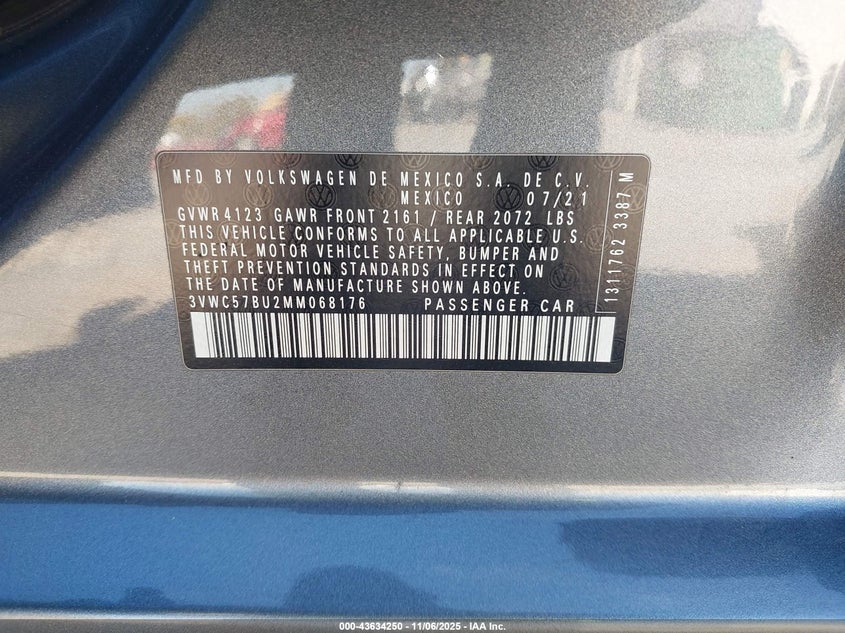 MFD BY VOLKSWAGEN DE MEXICO S.A. DE C.V.
MEXICO 07/21
GVWR 4123 GAWR FRONT 2161 / REAR 2072 LBS
THIS VEHICLE CONFORMS TO ALL APPLICABLE U.S.
FEDERAL MOTOR VEHICLE SAFETY, BUMPER AND
THEFT PREVENTION STANDARDS IN EFFECT ON
THE DATE OF MANUFACTURE SHOWN ABOVE.
3VWC57BU2MM068176 PASSENGER CAR
1311762 3387 M
000-43634250 - 11/06/2025 - IAA Inc.